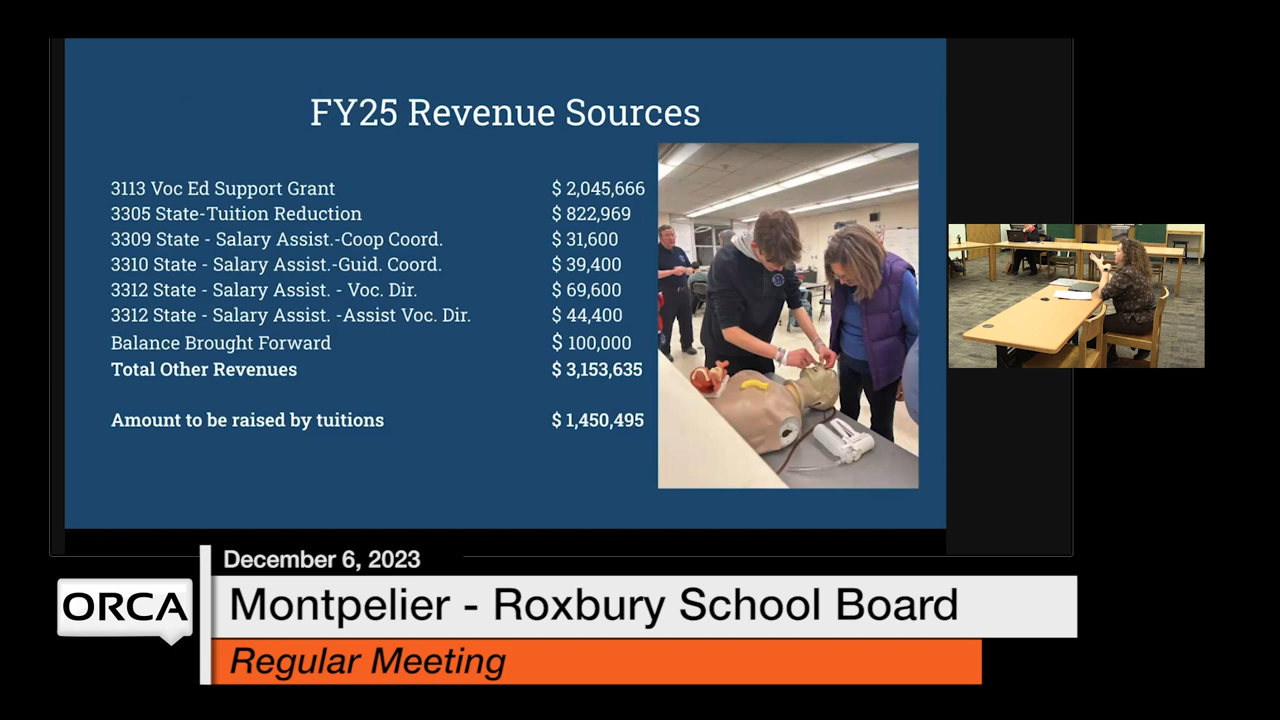 FY25 Revenue Sources
3113 Voc Ed Support Grant $ 2,045,666
3305 State-Tuition Reduction $ 822,969
3309 State - Salary Assist.-Coop Coord. $ 31,600
3310 State - Salary Assist.-Guid. Coord. $ 39,400
3312 State - Salary Assist. - Voc. Dir. $ 69,600
3312 State - Salary Assist. -Assist Voc. Dir. $ 44,400
Balance Brought Forward $ 100,000
Total Other Revenues $ 3,153,635
Amount to be raised by tuitions $ 1,450,495
December 6, 2023
ORCA
Montpelier - Roxbury School Board
Regular Meeting